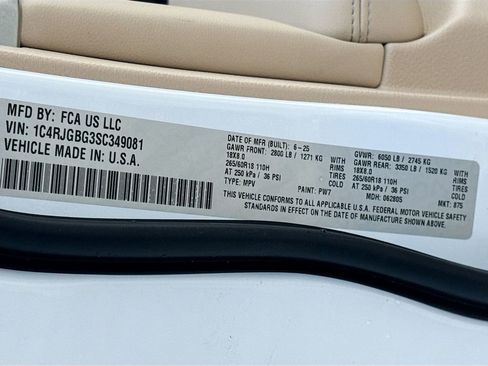 MFD BY: FCA US LLC
VIN: 1C4RJGBG3SC349081
VEHICLE MADE IN: U.S.A.
DATE OF MFR (BUILT): 6-25
GAWR FRONT: 2800 LB / 1271 KG
18X8.0 WITH RIMS
265/60R18 110H TIRES
AT 250 kPa / 36 PSI COLD
TYPE: MPV PAINT: PW7
GVWR: 6050 LB / 2745 KG
GAWR REAR: 3350 LB / 1520 KG
18X8.0 WITH RIMS
265/60R18 110H TIRES
AT 250 kPa / 36 PSI COLD
MDH: 062805 MKT: 875
THIS VEHICLE CONFORMS TO ALL APPLICABLE U.S.A. FEDERAL MOTOR VEHICLE SAFETY
STANDARDS IN EFFECT ON THE DATE OF MANUFACTURE SHOWN ABOVE.